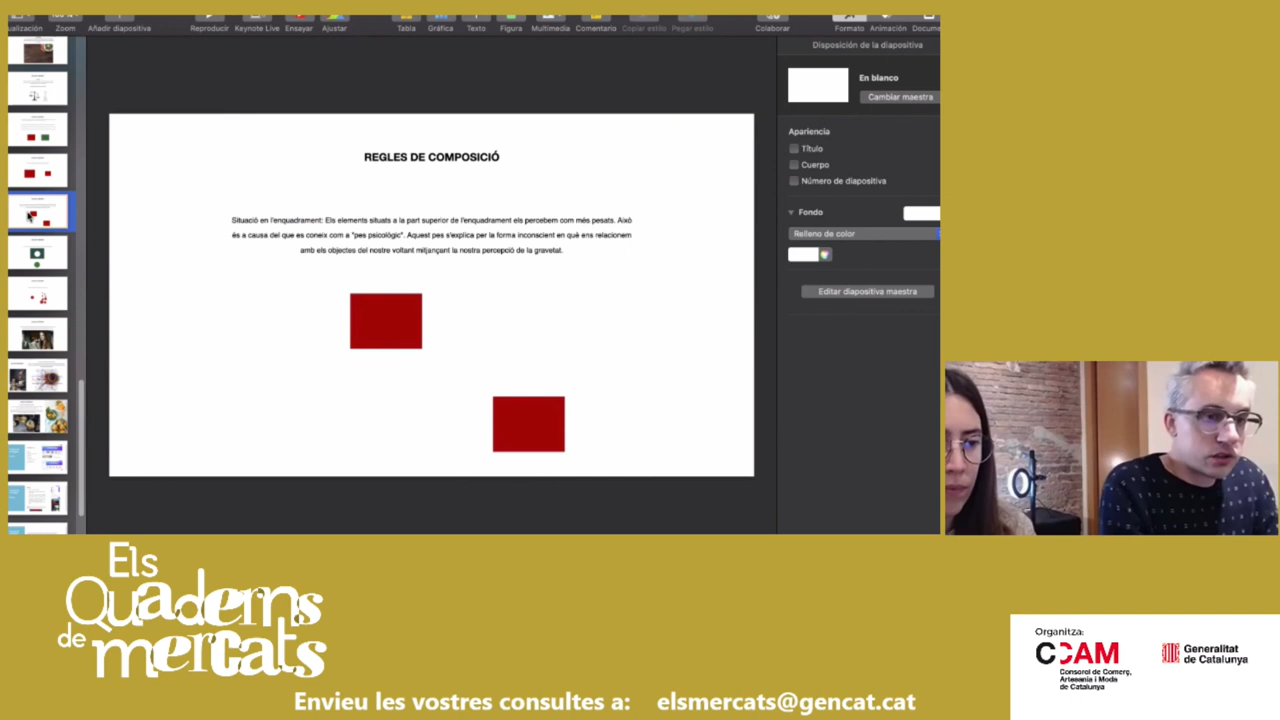 Zoom
Añadir diapositiva
Reproducir
Keynote Live
Ensayar
Ajustar
Tabla
Gráfica
Texto
Figura
Multimedia
Comentario
Copiar estilo
Pegar estilo
Colaborar
Formato
Animación
Disposición de la diapositiva
En blanco
Cambiar maestra
Apariencia
Título
Cuerpo
Número de diapositiva
Fondo
Relleno de color
Editar diapositiva maestra
REGLES DE COMPOSICIÓ
Situació en l'enquadrament: Els elements situats a la part superior de l'enquadrament els percebem com més pesats. Això
és a causa del que es coneix com a "pes psicològic". Aquest pes s'explica per la forma inconscient en què ens relacionem
amb els objectes del nostre voltant mitjançant la nostra percepció de la gravetat.
Els
Quaderns
de mercats
Organitza:
CCAM
Consorci de Comerç,
Artesania i Moda
de Catalunya
Generalitat
de Catalunya
Envieu les vostres consultes a: elsmercats@gencat.cat